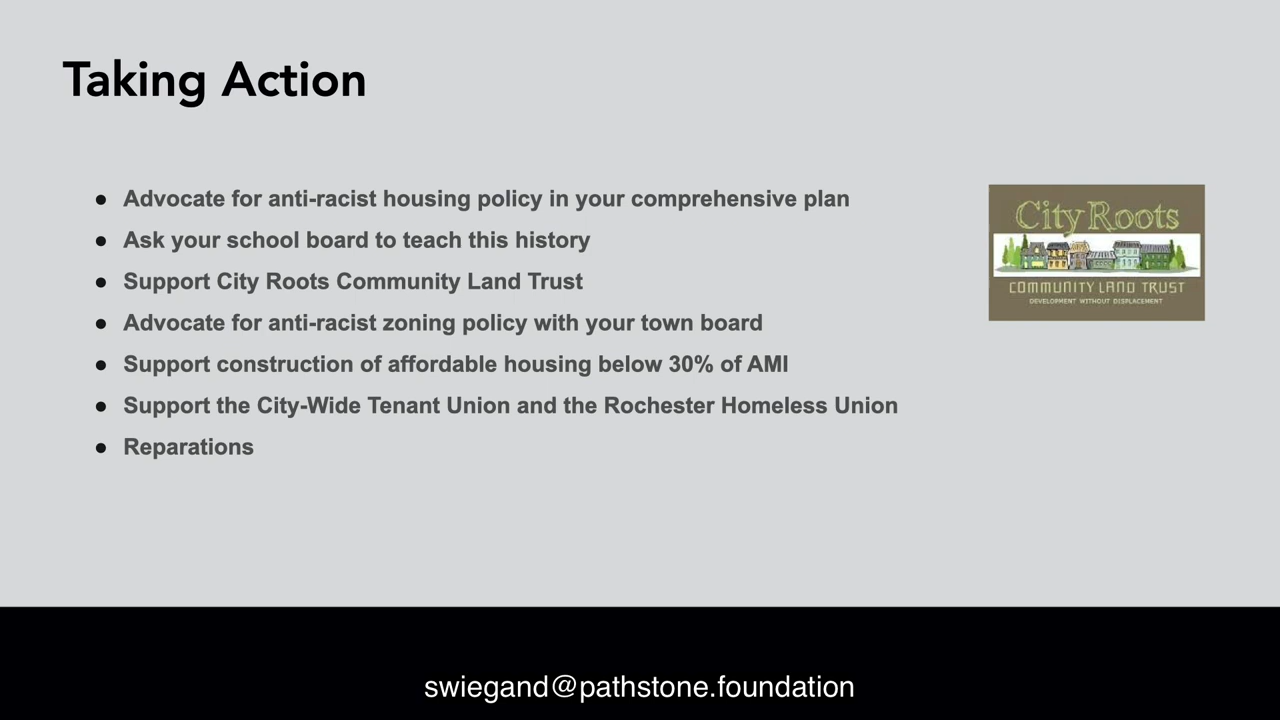 Taking Action
● Advocate for anti-racist housing policy in your comprehensive plan
● Ask your school board to teach this history
● Support City Roots Community Land Trust
● Advocate for anti-racist zoning policy with your town board
● Support construction of affordable housing below 30% of AMI
● Support the City-Wide Tenant Union and the Rochester Homeless Union
● Reparations
City Roots
COMMUNITY LAND TRUST
DEVELOPMENT WITHOUT DISPLACEMENT
swiegand@pathstone.foundation